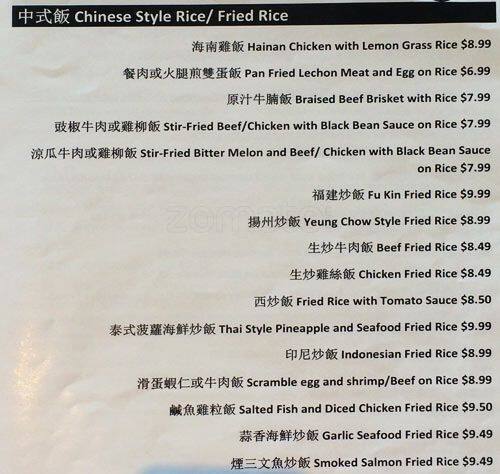 中式飯 Chinese Style Rice/ Fried Rice
海南雞飯 Hainan Chicken with Lemon Grass Rice $8.99
餐肉或火腿煎雙蛋飯 Pan Fried Lechon Meat and Egg on Rice $6.99
原汁牛腩飯 Braised Beef Brisket with Rice $7.99
豉椒牛肉或雞柳飯 Stir-Fried Beef/Chicken with Black Bean Sauce on Rice $7.99
涼瓜牛肉或雞柳飯 Stir-Fried Bitter Melon and Beef/ Chicken with Black Bean Sauce
on Rice $7.99
福建炒飯 Fu Kin Fried Rice $9.99
揚州炒飯 Yeung Chow Style Fried Rice $8.99
生炒牛肉飯 Beef Fried Rice $8.49
生炒雞絲飯 Chicken Fried Rice $8.49
西炒飯 Fried Rice with Tomato Sauce $8.50
泰式菠蘿海鮮炒飯 Thai Style Pineapple and Seafood Fried Rice $9.99
印尼炒飯 Indonesian Fried Rice $8.99
滑蛋蝦仁或牛肉飯 Scramble egg and shrimp/Beef on Rice $8.99
鹹魚雞粒飯 Salted Fish and Diced Chicken Fried Rice $9.50
蒜香海鮮炒飯 Garlic Seafood Fried Rice $9.49
煙三文魚炒飯 Smoked Salmon Fried Rice $9.49